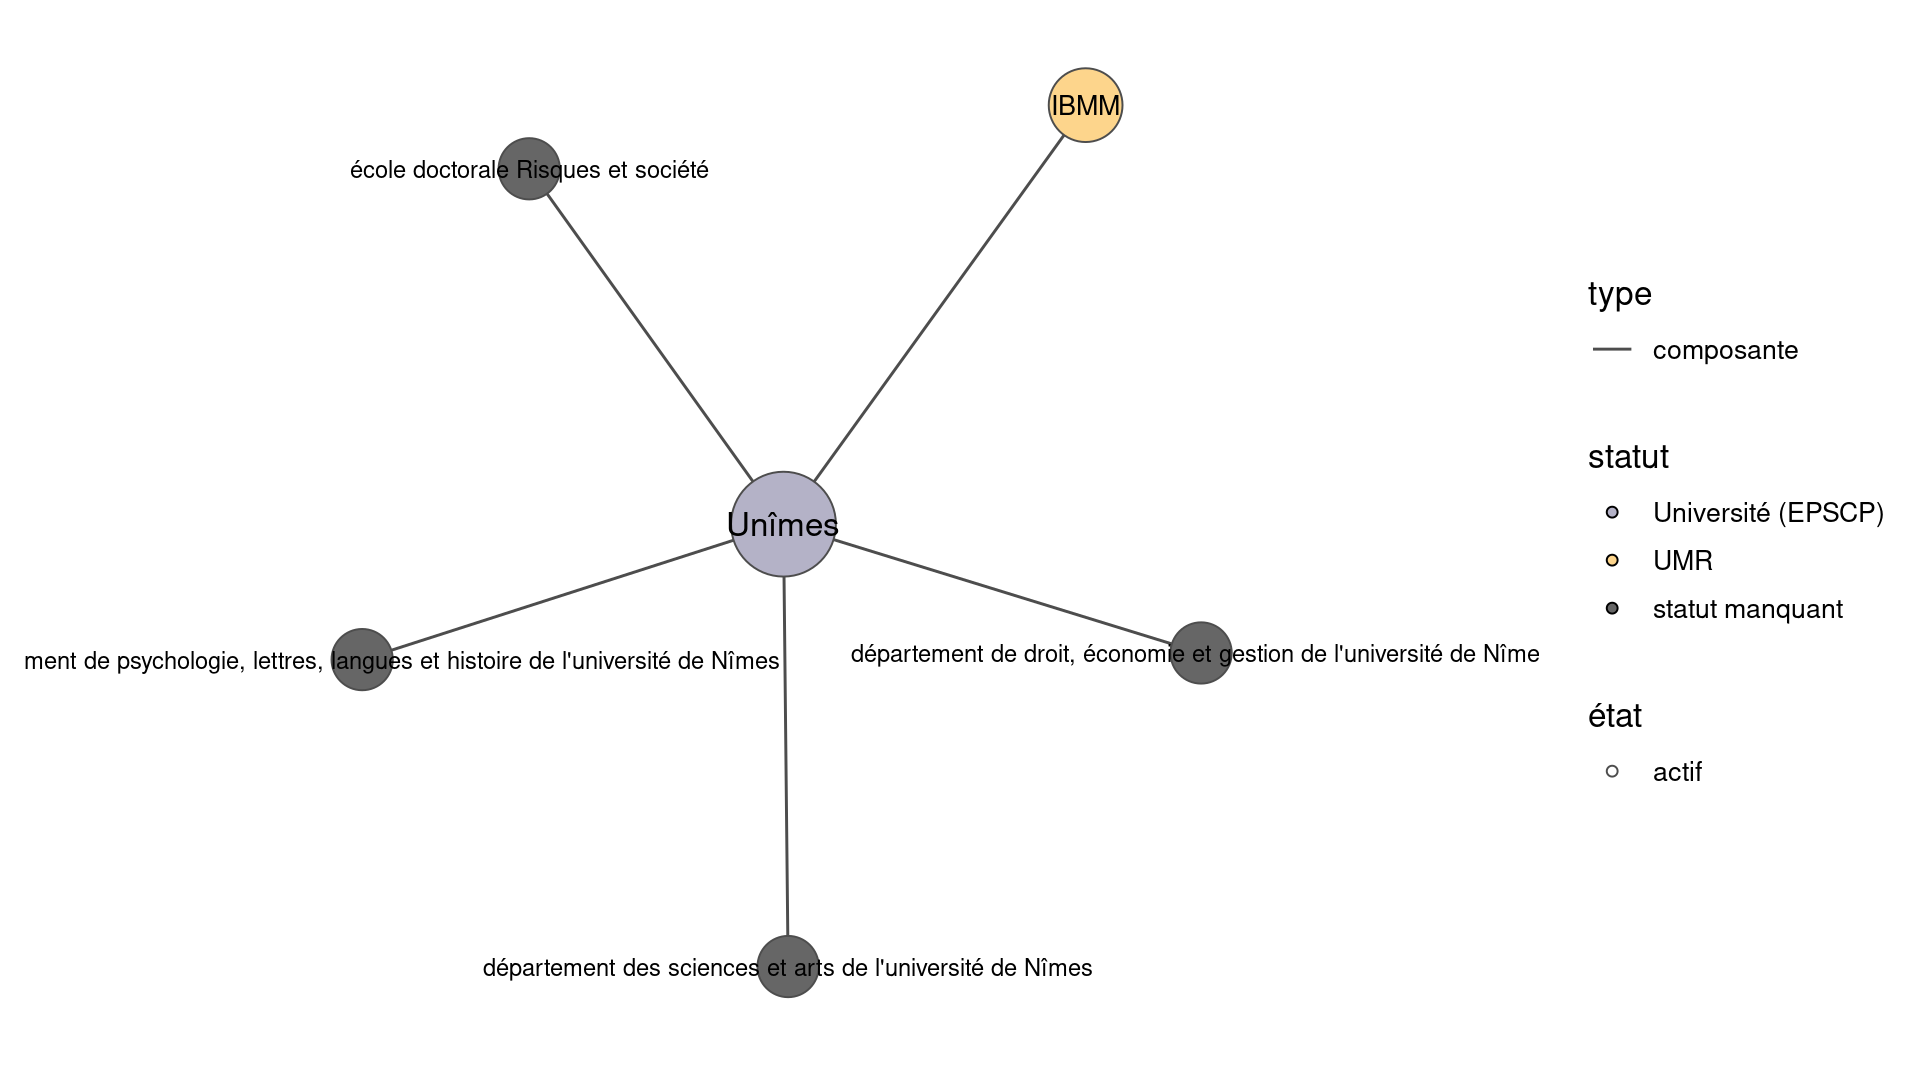 IBMM
école doctorale Risques et société
Unîmes
ment de psychologie, lettres, langues et histoire de l'université de Nîmes
département de droit, économie et gestion de l'université de Nîme
département des sciences et arts de l'université de Nîmes
type
composante
statut
Université (EPSCP)
UMR
statut manquant
état
actif